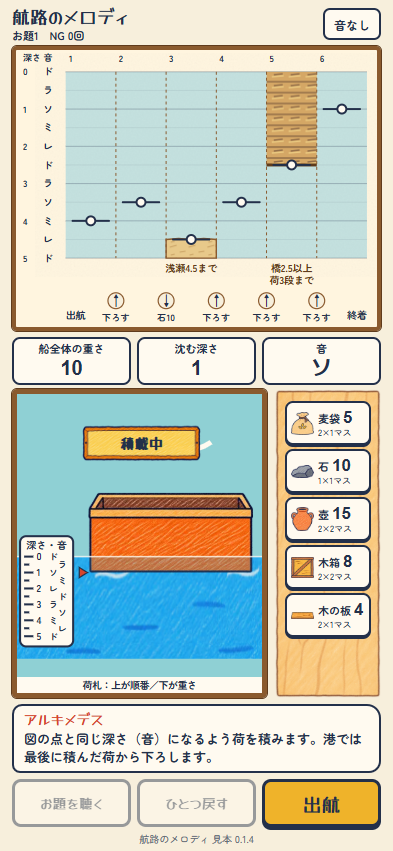 航路のメロディ
お題1 NG 0回
音なし
深さ 音 1 2 3 4 5 6
0 ド
ラ
1 ソ
ミ
2 レ
ド
3 ラ
ソ
4 ミ
レ
5 ド
浅瀬4.5まで
橋2.5以上
荷3段まで
出航 下ろす 石10 下ろす 下ろす 下ろす 終着
船全体の重さ
10
沈む深さ
1
音
ソ
積載中
深さ・音
0 ド
ラ
1 ソ
ミ
2 レ
ド
3 ラ
ソ
4 ミ
レ
5 ド
荷札：上が順番／下が重さ
麦袋 5
2×1マス
石 10
1×1マス
壺 15
2×2マス
木箱 8
2×2マス
木の板 4
2×1マス
アルキメデス
図の点と同じ深さ（音）になるよう荷を積みます。港では
最後に積んだ荷から下ろします。
お題を聴く
ひとつ戻す
出航
航路のメロディ 見本 0.1.4